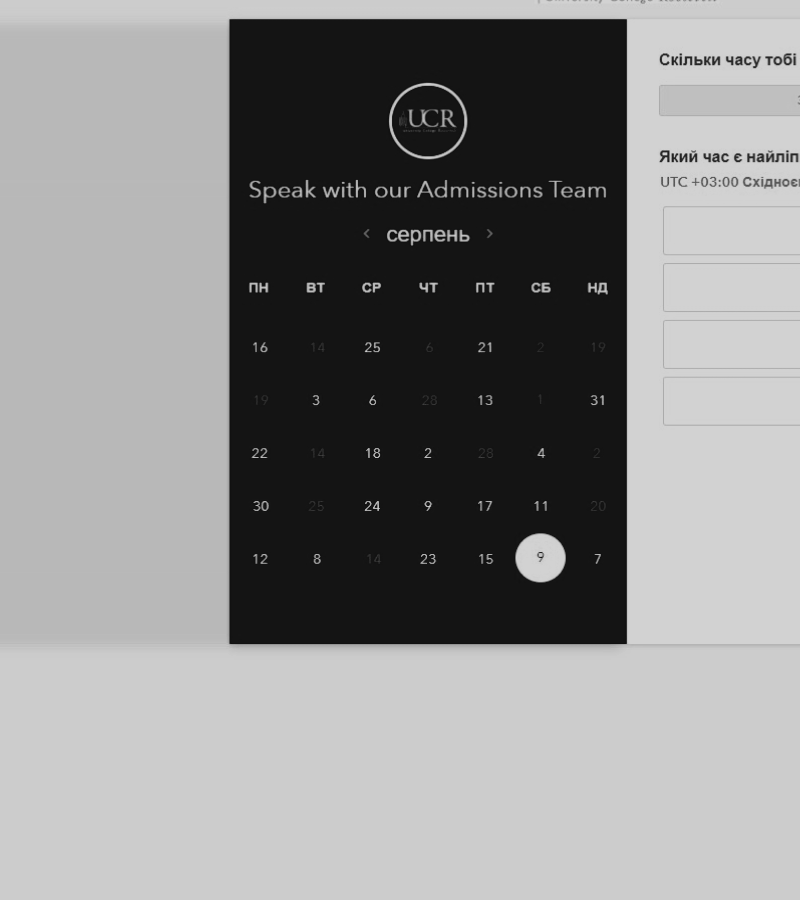 UCR
Speak with our Admissions Team
‹ серпень ›
ПН ВТ СР ЧТ ПТ СБ НД
16 14 25 6 21 2 19
19 3 6 28 13 1 31
22 14 18 2 28 4 2
30 25 24 9 17 11 20
12 8 14 23 15 9 7
Скільки часу тобі
Який час є найліп
UTC +03:00 Східноє